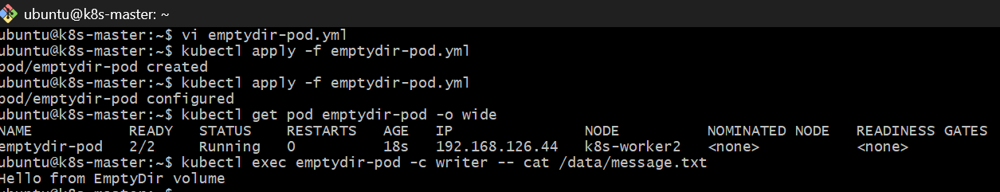 ubuntu@k8s-master: ~
ubuntu@k8s-master:~$ vi emptydir-pod.yml
ubuntu@k8s-master:~$ kubectl apply -f emptydir-pod.yml
pod/emptydir-pod created
ubuntu@k8s-master:~$ kubectl apply -f emptydir-pod.yml
pod/emptydir-pod configured
ubuntu@k8s-master:~$ kubectl get pod emptydir-pod -o wide
NAME READY STATUS RESTARTS AGE IP NODE NOMINATED NODE READINESS GATES
emptydir-pod 2/2 Running 0 18s 192.168.126.44 k8s-worker2 <none> <none>
ubuntu@k8s-master:~$ kubectl exec emptydir-pod -c writer -- cat /data/message.txt
Hello from EmptyDir volume
ubuntu@k8s-master:~$